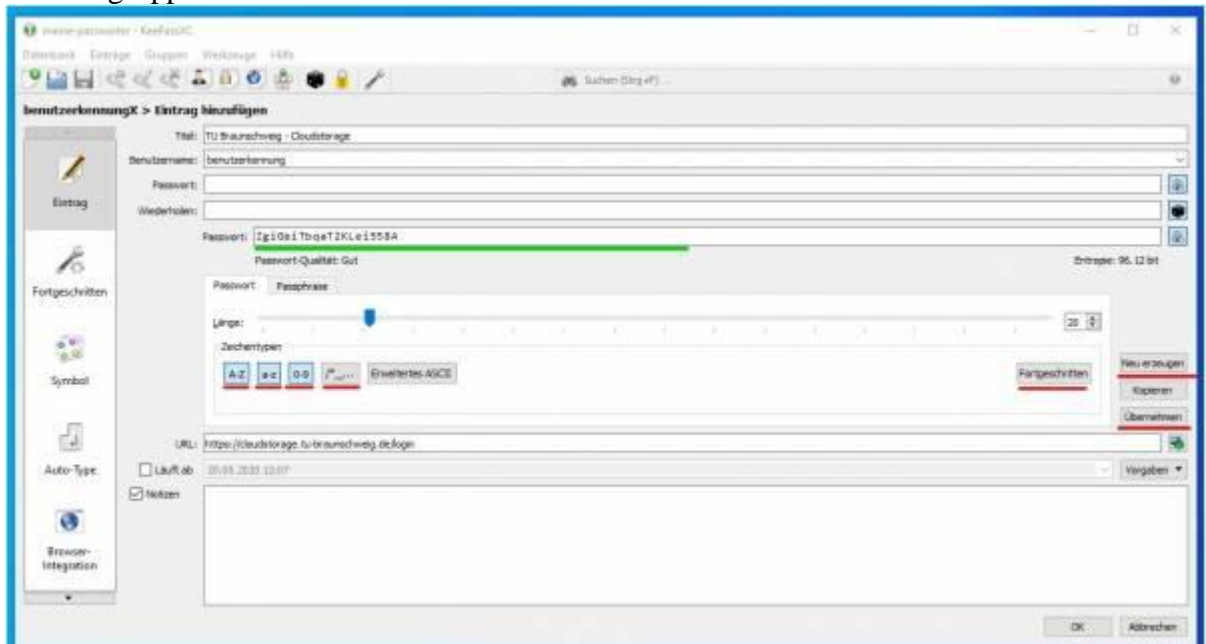 meine-passwörter - KeePassXC
Datenbank Einträge Gruppen Werkzeuge Hilfe
Suchen (Strg+F)...
benutzerkennungX > Eintrag hinzufügen
Titel: TU Braunschweig - Cloudstorage
Benutzername: benutzerkennung
Passwort:
Eintrag
Wiederholen:
Passwort:
Passwort-Qualität: Gut
Entropie: 96.12 bit
Fortgeschritten
Passwort Passphrase
Länge:
20
Zeichentypen
A-Z a-z 0-9 Erweitertes ASCII Fortgeschritten
Neu erzeugen
Symbol
Kopieren
Übernehmen
URL: https://cloudstorage.tu-braunschweig.de/login
Auto-Type
Läuft ab
Vorgaben
Notizen
Browser-
Integration
OK Abbrechen